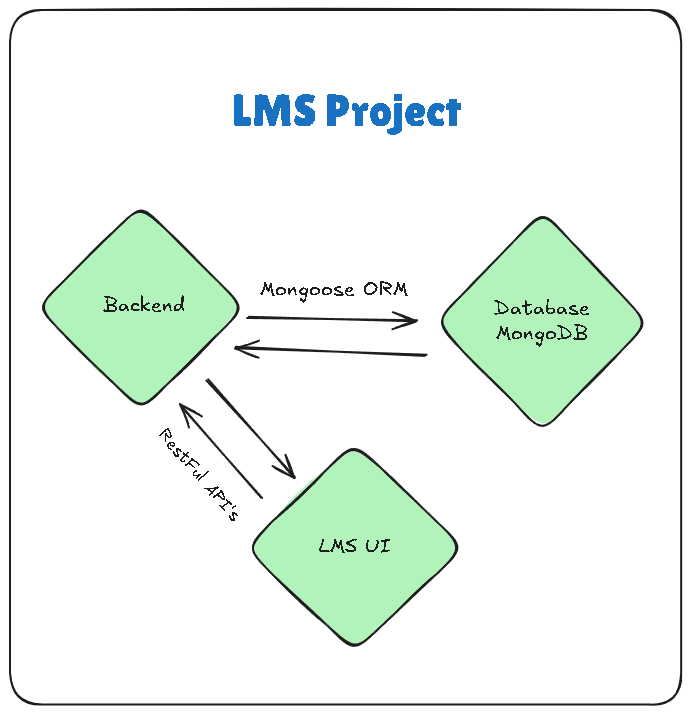 LMS Project
Mongoose ORM
Backend
Database
MongoDB
RestFul API's
LMS UI